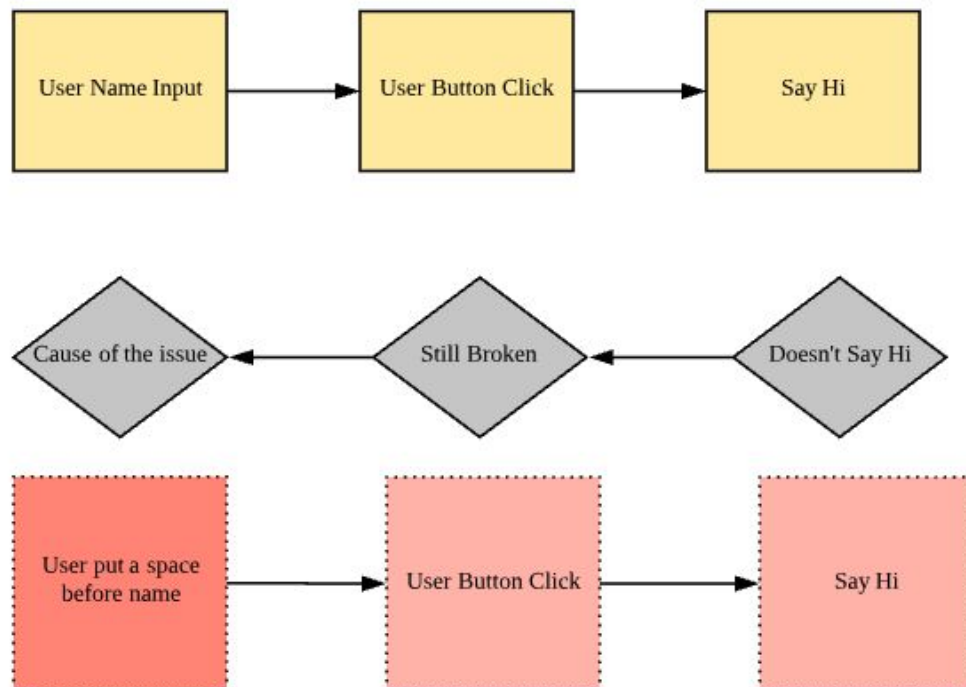 User Name Input
User Button Click
Say Hi
Cause of the issue
Still Broken
Doesn't Say Hi
User put a space
before name
User Button Click
Say Hi